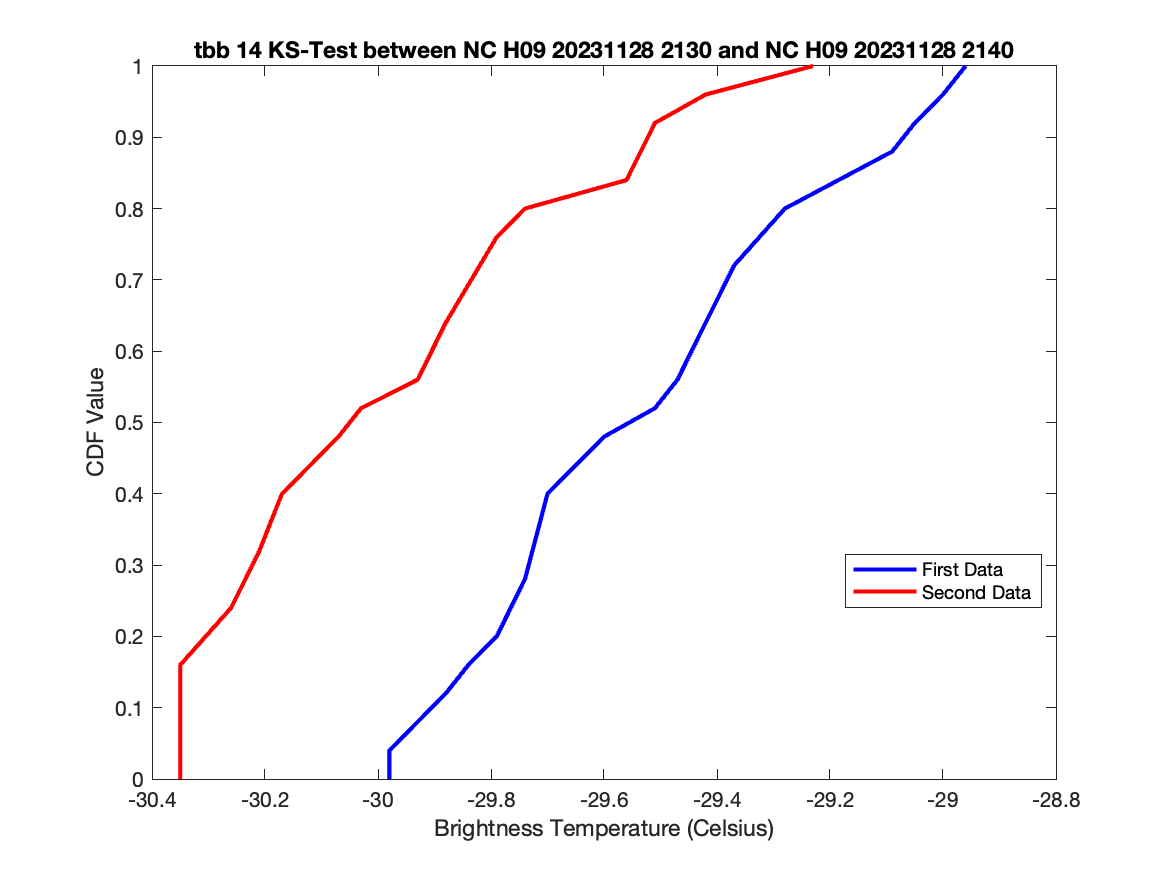 tbb 14 KS-Test between NC H09 20231128 2130 and NC H09 20231128 2140
1
0.9
0.8
0.7
0.6
0.5
0.4
0.3
0.2
0.1
0
CDF Value
First Data
Second Data
-30.4 -30.2 -30 -29.8 -29.6 -29.4 -29.2 -29 -28.8
Brightness Temperature (Celsius)